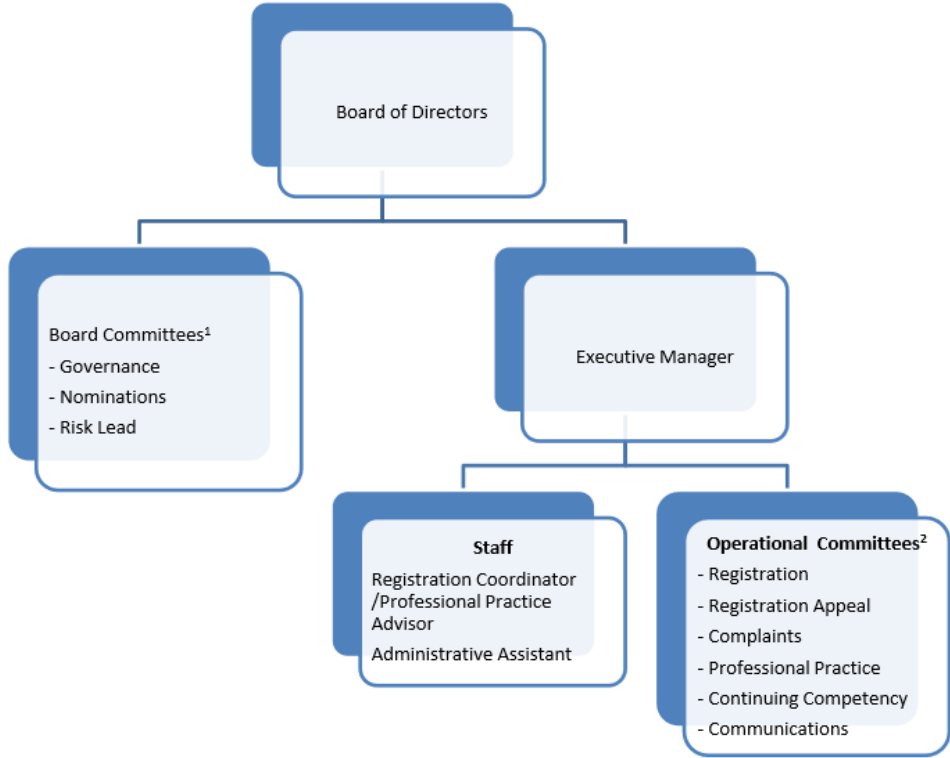 Board of Directors
Board Committees¹
- Governance
- Nominations
- Risk Lead
Executive Manager
Staff
Registration Coordinator
/Professional Practice
Advisor
Administrative Assistant
Operational Committees²
- Registration
- Registration Appeal
- Complaints
- Professional Practice
- Continuing Competency
- Communications